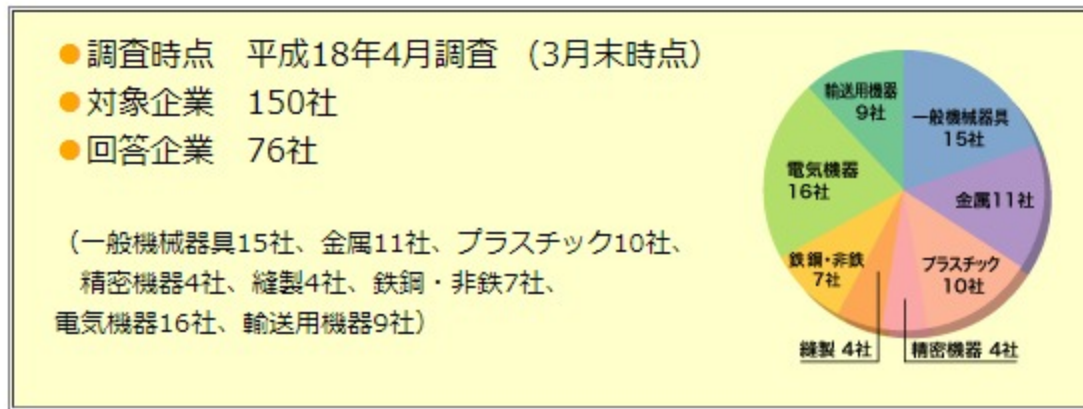 ●調査時点　平成18年4月調査　(3月末時点)
●対象企業　150社
●回答企業　76社
（一般機械器具15社、金属11社、プラスチック10社、
精密機器4社、縫製4社、鉄鋼・非鉄7社、
電気機器16社、輸送用機器9社）
輸送用機器
9社
一般機械器具
15社
電気機器
16社
金属11社
鉄鋼・非鉄
7社
プラスチック
10社
縫製 4社
精密機器 4社